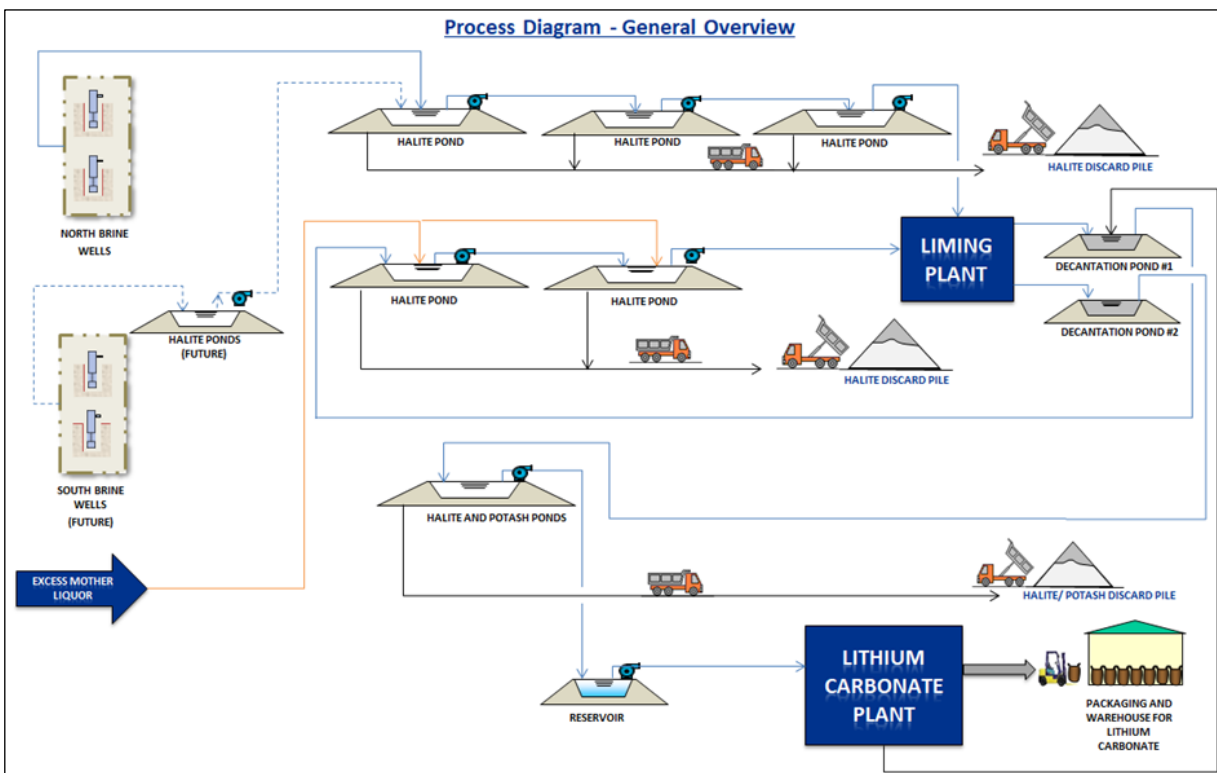 Process Diagram - General Overview
HALITE POND
HALITE POND
HALITE POND
HALITE DISCARD PILE
NORTH BRINE
WELLS
LIMING
PLANT
DECANTATION POND #1
HALITE POND
HALITE POND
DECANTATION POND #2
HALITE PONDS
(FUTURE)
HALITE DISCARD PILE
SOUTH BRINE
WELLS
(FUTURE)
HALITE AND POTASH PONDS
EXCESS MOTHER
LIQUOR
HALITE/ POTASH DISCARD PILE
LITHIUM
CARBONATE
PLANT
RESERVOIR
PACKAGING AND
WAREHOUSE FOR
LITHIUM
CARBONATE